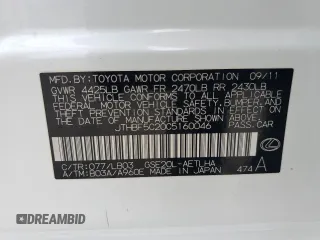 MFD. BY: TOYOTA MOTOR CORPORATION 09/11
GVWR 4425LB GAWR FR 2470LB RR 2430LB
THIS VEHICLE CONFORMS TO ALL APPLICABLE
FEDERAL MOTOR VEHICLE SAFETY, BUMPER, AND
THEFT PREVENTION STANDARDS IN EFFECT ON
THE DATE OF MANUFACTURE SHOWN ABOVE.
JTHBF5C20C5160046 PASS. CAR
C/TR: 077/LB03 GSE20L-AETLHA
A/TM: B03A/A960E MADE IN JAPAN 474 A
DEALERSHIP.COM